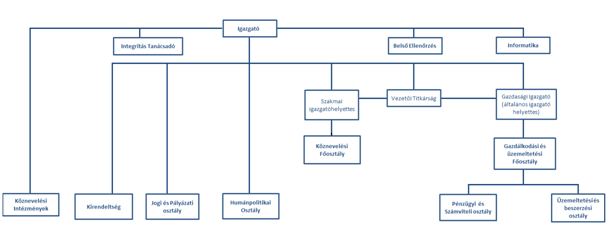 Igazgató
Integritás Tanácsadó
Belső Ellenőrzés
Informatika
Szakmai
igazgatóhelyettes
Vezetői Titkárság
Gazdasági Igazgató
(általános igazgató
helyettes)
Köznevelési
Főosztály
Gazdálkodási és
üzemeltetési
Főosztály
Köznevelési
Intézmények
Kirendeltség
Jogi és Pályázati
osztály
Humánpolitikai
Osztály
Pénzügyi és
Számviteli osztály
Üzemeltetési és
beszerzési
osztály